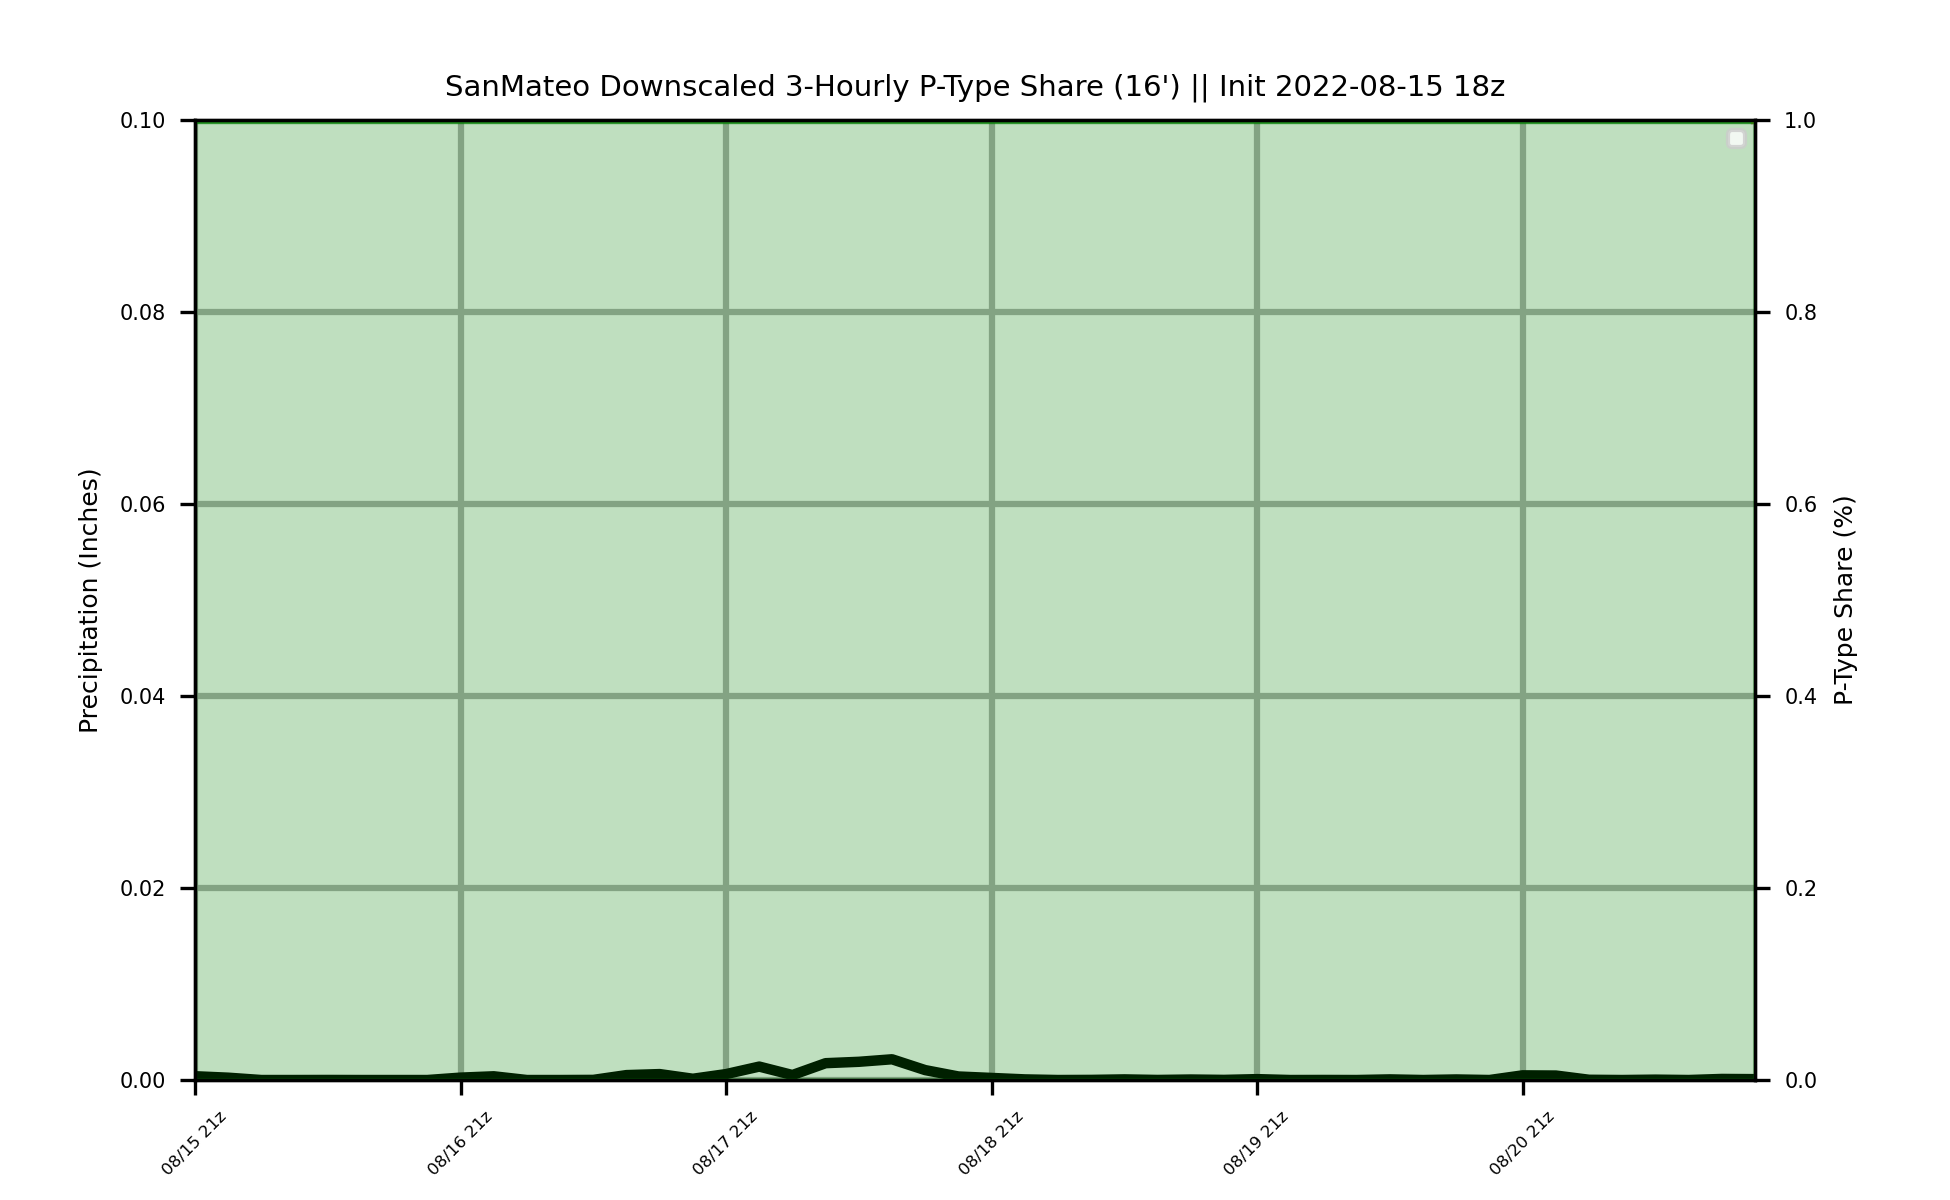 SanMateo Downscaled 3-Hourly P-Type Share (16') || Init 2022-08-15 18z
0.10
0.08
0.06
0.04
0.02
0.00
Precipitation (Inches)
1.0
0.8
0.6
0.4
0.2
0.0
P-Type Share (%)
08/15 21z
08/16 21z
08/17 21z
08/18 21z
08/19 21z
08/20 21z